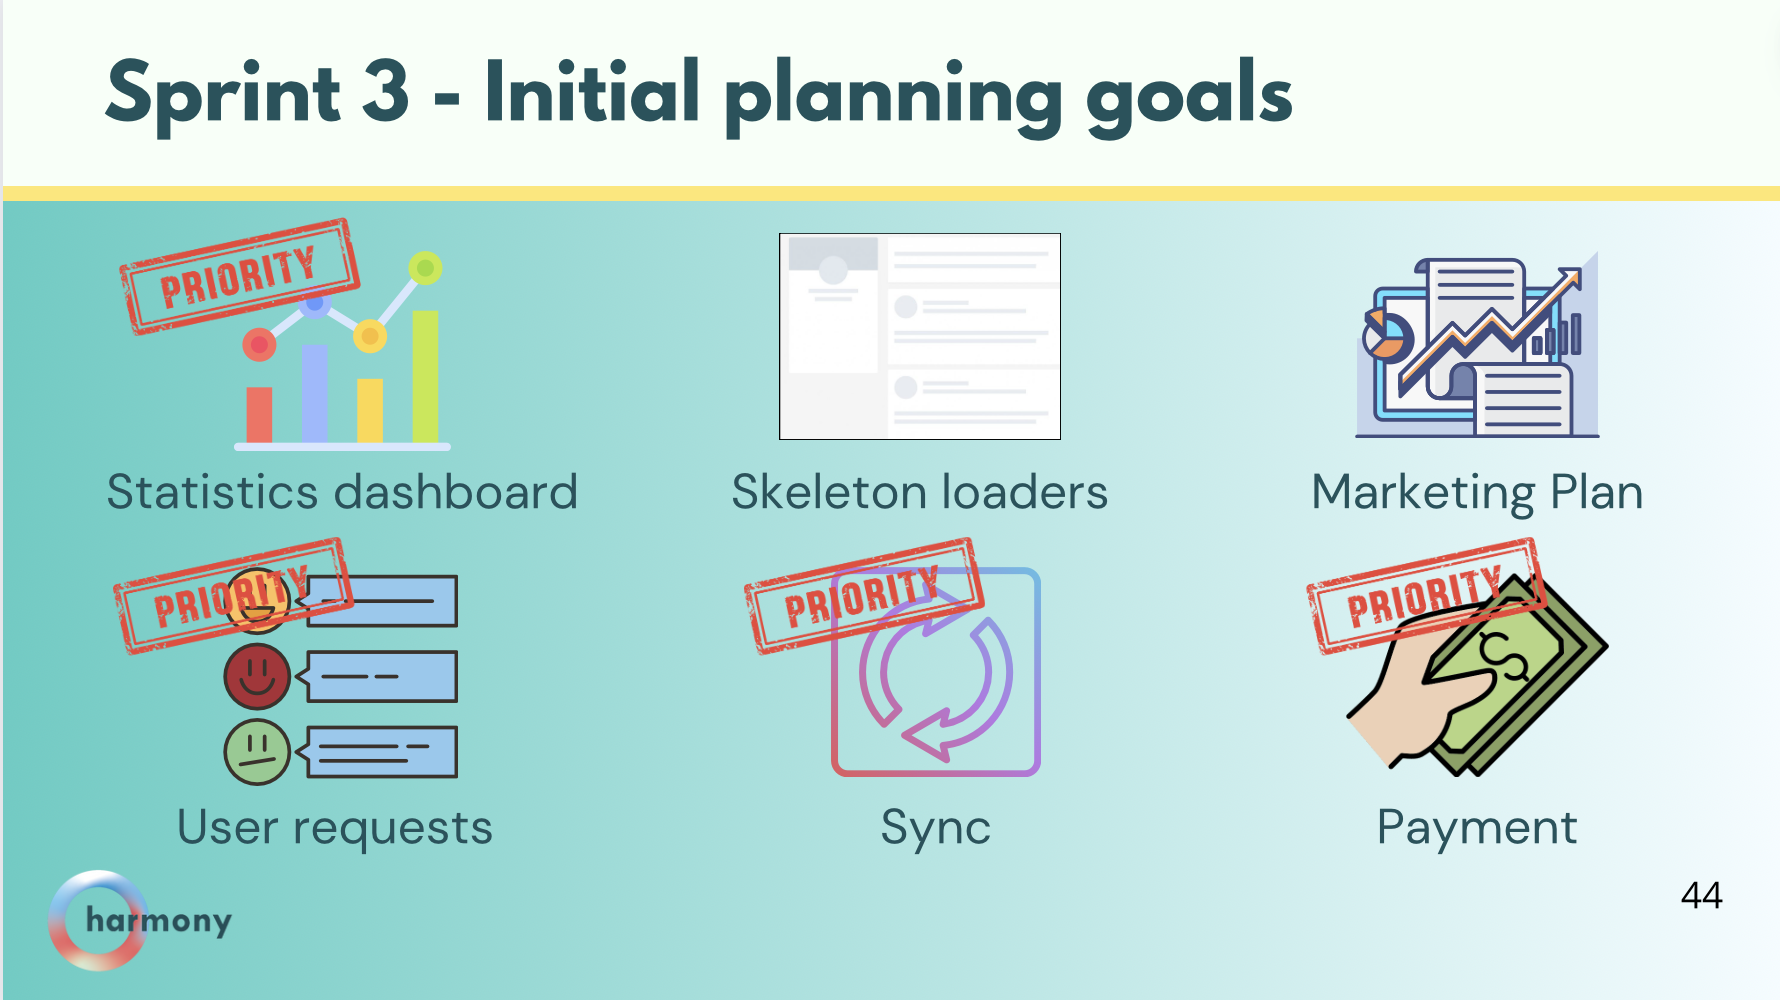 Sprint 3 - Initial planning goals
PRIORITY
Statistics dashboard
Skeleton loaders
Marketing Plan
PRIORITY
User requests
PRIORITY
Sync
PRIORITY
Payment
harmony
44